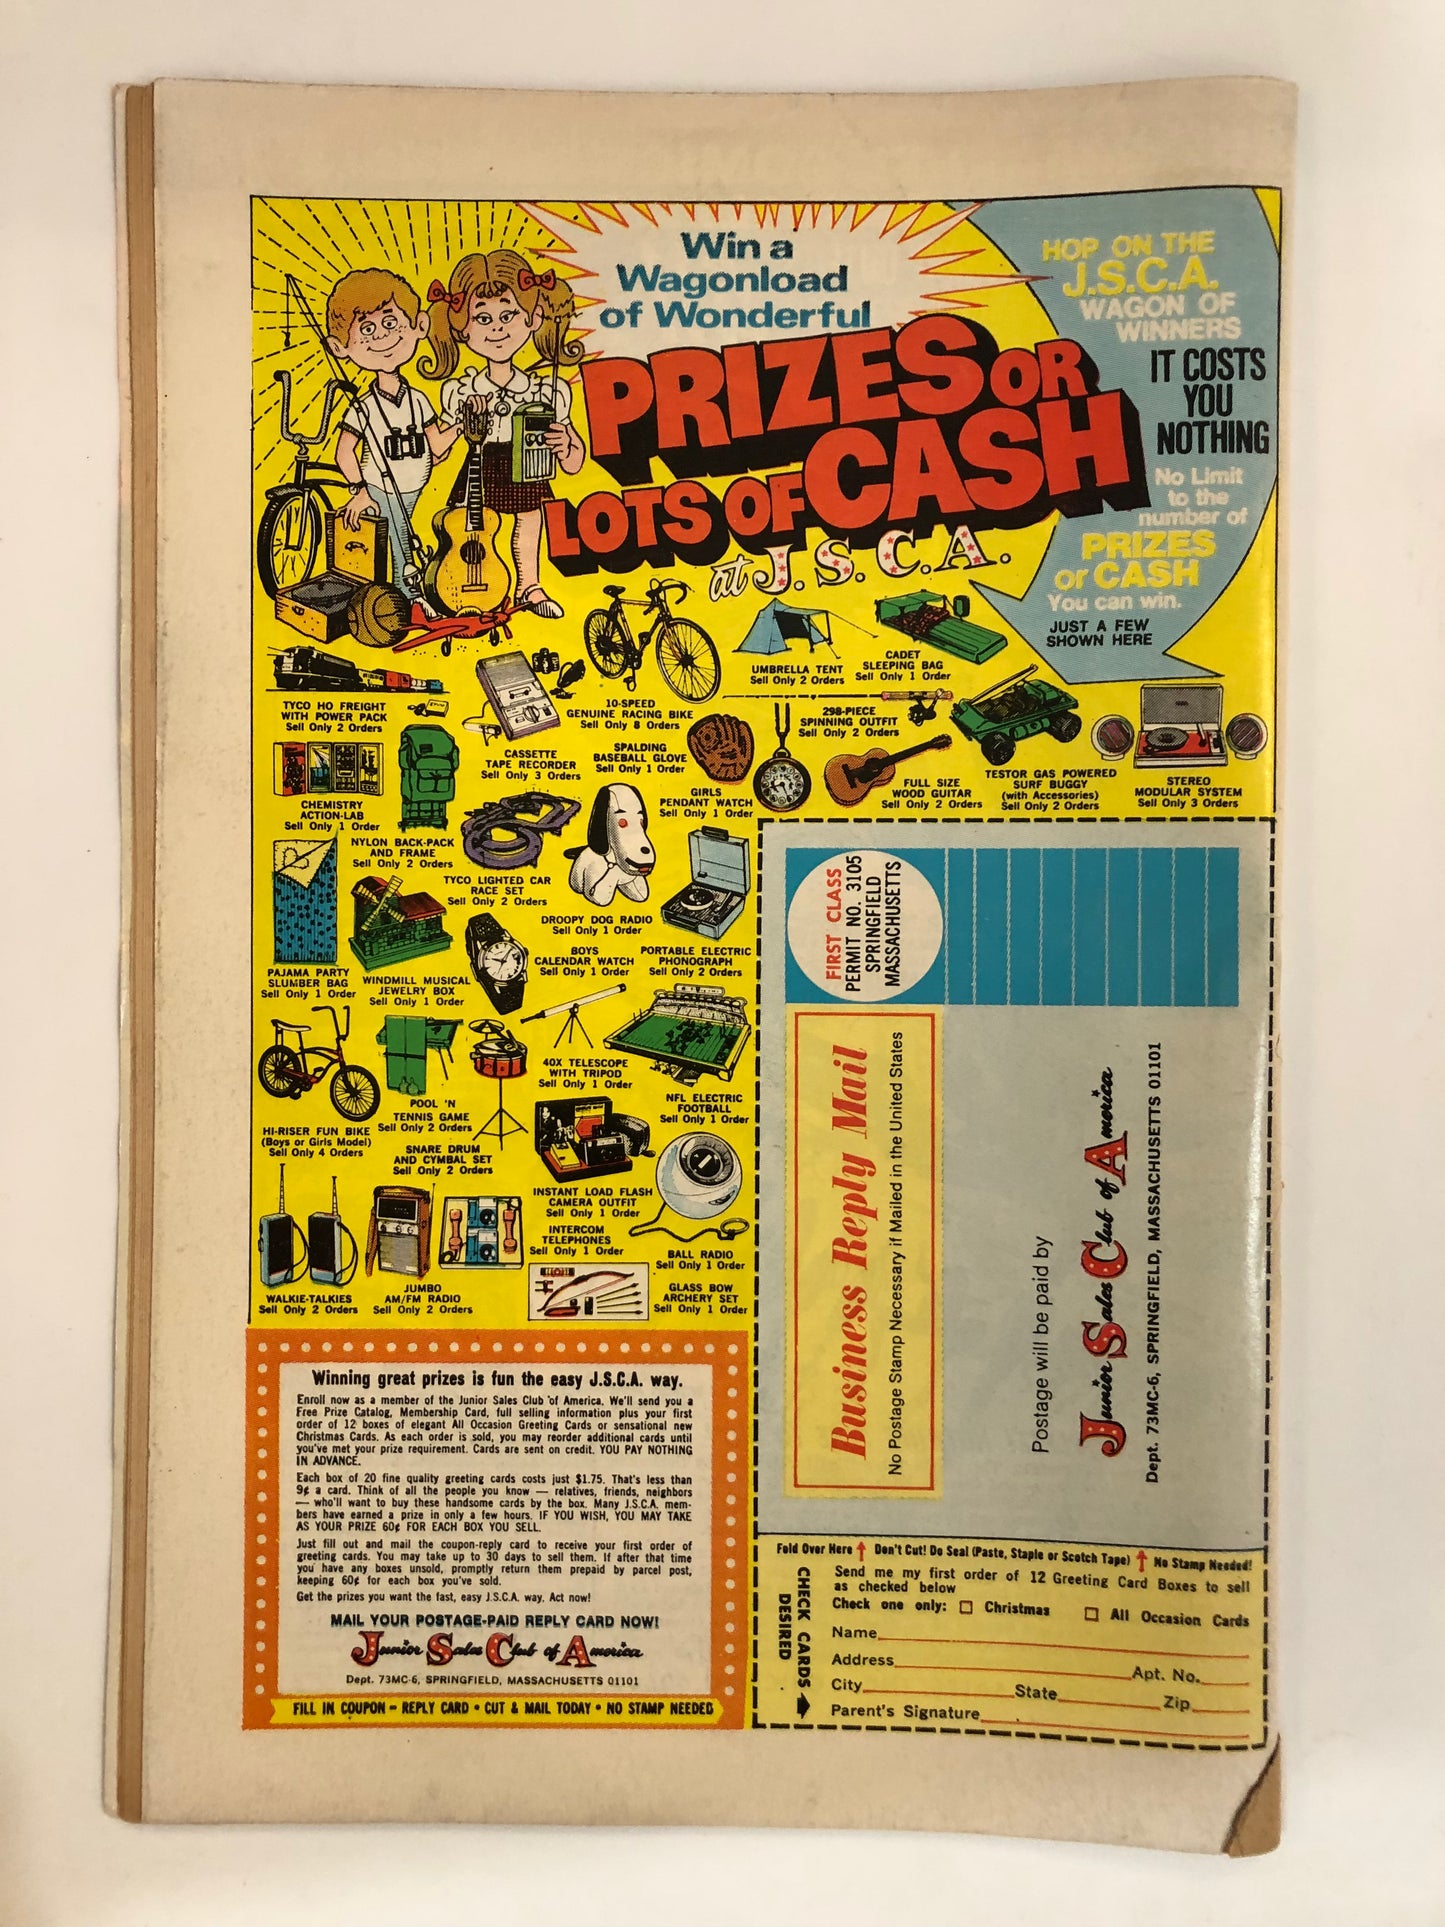 Win a
Wagonload
of Wonderful
PRIZES OR
LOTS OF CASH
at J.S.C.A.
HOP ON THE
J.S.C.A.
WAGON OF
WINNERS
IT COSTS
YOU
NOTHING
No Limit
to the
number of
PRIZES
or CASH
You can win.
JUST A FEW
SHOWN HERE
TYCO HO FREIGHT
WITH POWER PACK
Sell Only 2 Orders
CASSETTE
TAPE RECORDER
Sell Only 3 Orders
10-SPEED
GENUINE RACING BIKE
Sell Only 8 Orders
UMBRELLA TENT
Sell Only 2 Orders
CADET
SLEEPING BAG
Sell Only 1 Order
298-PIECE
SPINNING OUTFIT
Sell Only 2 Orders
SPALDING
BASEBALL GLOVE
Sell Only 1 Order
GIRLS
PENDANT WATCH
Sell Only 1 Order
FULL SIZE
WOOD GUITAR
Sell Only 2 Orders
TESTOR GAS POWERED
SURF BUGGY
(with Accessories)
Sell Only 2 Orders
STEREO
MODULAR SYSTEM
Sell Only 3 Orders
CHEMISTRY
ACTION-LAB
Sell Only 1 Order
NYLON BACK-PACK
AND FRAME
Sell Only 2 Orders
TYCO LIGHTED CAR
RACE SET
Sell Only 2 Orders
DROOPY DOG RADIO
Sell Only 1 Order
PAJAMA PARTY
SLUMBER BAG
Sell Only 1 Order
WINDMILL MUSICAL
JEWELRY BOX
Sell Only 1 Order
BOYS
CALENDAR WATCH
Sell Only 1 Order
PORTABLE ELECTRIC
PHONOGRAPH
Sell Only 2 Orders
HI-RISER FUN BIKE
(Boys or Girls Model)
Sell Only 4 Orders
POOL 'N
TENNIS GAME
Sell Only 2 Orders
SNARE DRUM
AND CYMBAL SET
Sell Only 2 Orders
40X TELESCOPE
WITH TRIPOD
Sell Only 1 Order
NFL ELECTRIC
FOOTBALL
Sell Only 1 Order
INSTANT LOAD FLASH
CAMERA OUTFIT
Sell Only 1 Order
INTERCOM
TELEPHONES
Sell Only 1 Order
BALL RADIO
Sell Only 1 Order
WALKIE-TALKIES
Sell Only 2 Orders
JUMBO
AM/FM RADIO
Sell Only 2 Orders
GLASS BOW
ARCHERY SET
Sell Only 1 Order
Winning great prizes is fun the easy J.S.C.A. way.
Enroll now as a member of the Junior Sales Club of America. We'll send you a
Free Prize Catalog, Membership Card, full selling information plus your first
order of 12 boxes of elegant All Occasion Greeting Cards or sensational new
Christmas Cards. As each order is sold, you may reorder additional cards until
you've met your prize requirement. Cards are sent on credit. YOU PAY NOTHING
IN ADVANCE.
Each box of 20 fine quality greeting cards costs just $1.75. That's less than
9¢ a card. Think of all the people you know — relatives, friends, neighbors
— who'll want to buy these handsome cards by the box. Many J.S.C.A. mem-
bers have earned a prize in only a few hours. IF YOU WISH, YOU MAY TAKE
AS YOUR PRIZE 60¢ FOR EACH BOX YOU SELL.
Just fill out and mail the coupon-reply card to receive your first order of
greeting cards. You may take up to 30 days to sell them. If after that time
you have any boxes unsold, promptly return them prepaid by parcel post,
keeping 60¢ for each box you've sold.
Get the prizes you want the fast, easy J.S.C.A. way. Act now!
MAIL YOUR POSTAGE-PAID REPLY CARD NOW!
Junior Sales Club of America
Dept. 73MC-6, SPRINGFIELD, MASSACHUSETTS 01101
FILL IN COUPON - REPLY CARD • CUT & MAIL TODAY • NO STAMP NEEDED
FIRST CLASS
PERMIT NO. 3105
SPRINGFIELD
MASSACHUSETTS
Business Reply Mail
No Postage Stamp Necessary if Mailed in the United States
Postage will be paid by
Junior Sales Club of America
Dept. 73MC-6, SPRINGFIELD, MASSACHUSETTS 01101
Fold Over Here ↑ Don't Cut! Do Seal (Paste, Staple or Scotch Tape) ↑ No Stamp Needed!
CHECK CARDS
DESIRED
Send me my first order of 12 Greeting Card Boxes to sell
as checked below
Check one only: □ Christmas □ All Occasion Cards
Name
Address Apt. No.
City State Zip
Parent's Signature